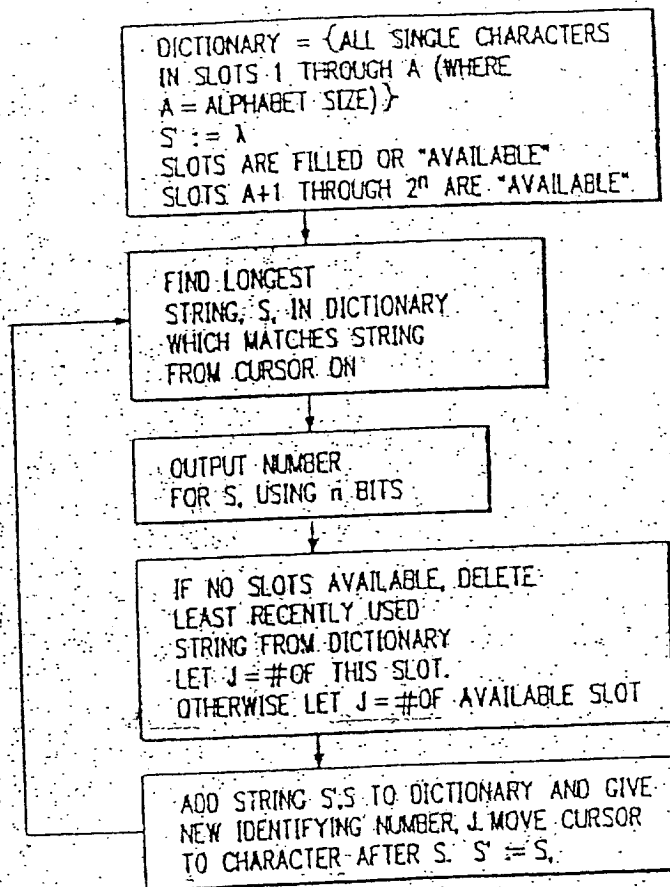 DICTIONARY = {ALL SINGLE CHARACTERS
IN SLOTS 1 THROUGH A (WHERE
A = ALPHABET SIZE)}
S' := λ
SLOTS ARE FILLED OR "AVAILABLE"
SLOTS A+1 THROUGH 2ⁿ ARE "AVAILABLE".
FIND LONGEST
STRING, S, IN DICTIONARY
WHICH MATCHES STRING
FROM CURSOR ON
OUTPUT NUMBER
FOR S, USING n BITS
IF NO SLOTS AVAILABLE, DELETE
LEAST RECENTLY USED
STRING FROM DICTIONARY
LET J = # OF THIS SLOT.
OTHERWISE LET J = # OF AVAILABLE SLOT
ADD STRING S'S TO DICTIONARY AND GIVE
NEW IDENTIFYING NUMBER, J. MOVE CURSOR
TO CHARACTER AFTER S. S' := S.